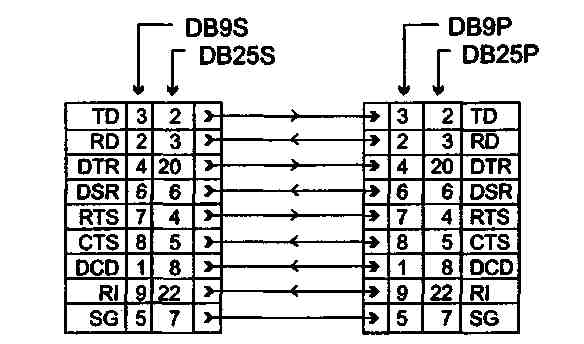 DB9S DB9P
DB25S DB25P
TD 3 2 3 2 TD
RD 2 3 2 3 RD
DTR 4 20 4 20 DTR
DSR 6 6 6 6 DSR
RTS 7 4 7 4 RTS
CTS 8 5 8 5 CTS
DCD 1 8 1 8 DCD
RI 9 22 9 22 RI
SG 5 7 5 7 SG